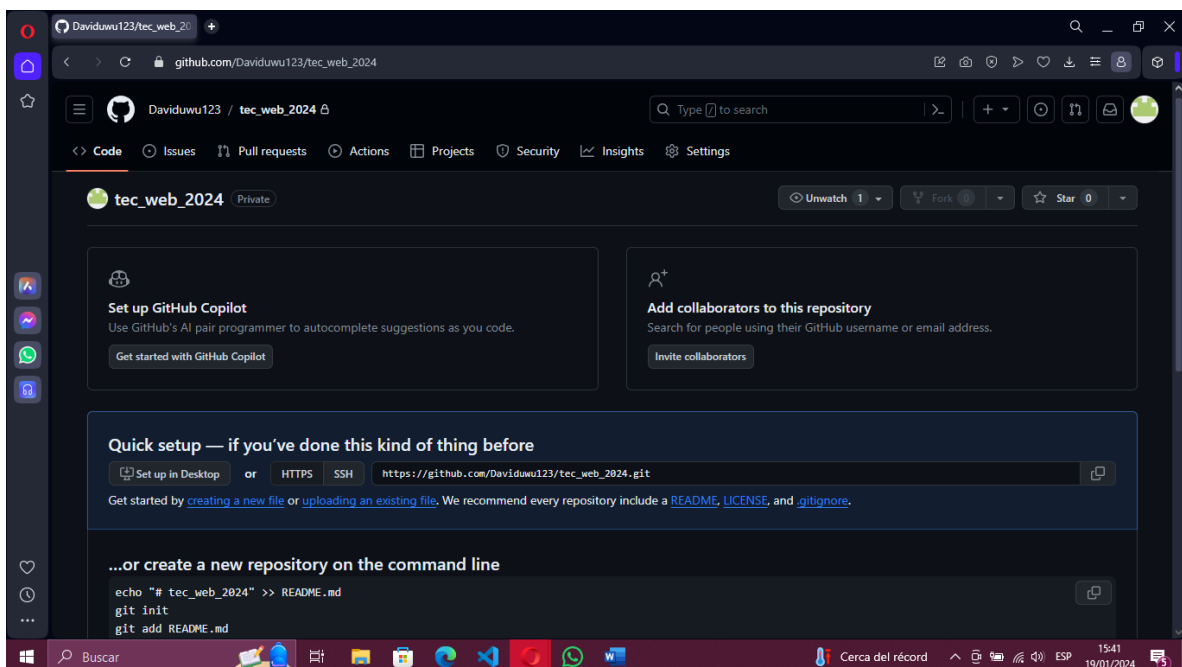 Daviduwu123/tec_web_20
github.com/Daviduwu123/tec_web_2024
Daviduwu123 / tec_web_2024
Type / to search
Code Issues Pull requests Actions Projects Security Insights Settings
tec_web_2024 Private
Unwatch 1 Fork 0 Star 0
Set up GitHub Copilot
Use GitHub's AI pair programmer to autocomplete suggestions as you code.
Get started with GitHub Copilot
Add collaborators to this repository
Search for people using their GitHub username or email address.
Invite collaborators
Quick setup — if you've done this kind of thing before
Set up in Desktop or HTTPS SSH https://github.com/Daviduwu123/tec_web_2024.git
Get started by creating a new file or uploading an existing file. We recommend every repository include a README, LICENSE, and .gitignore.
...or create a new repository on the command line
echo "# tec_web_2024" >> README.md
git init
git add README.md
Buscar
Cerca del récord
ESP
15:41
19/01/2024
5